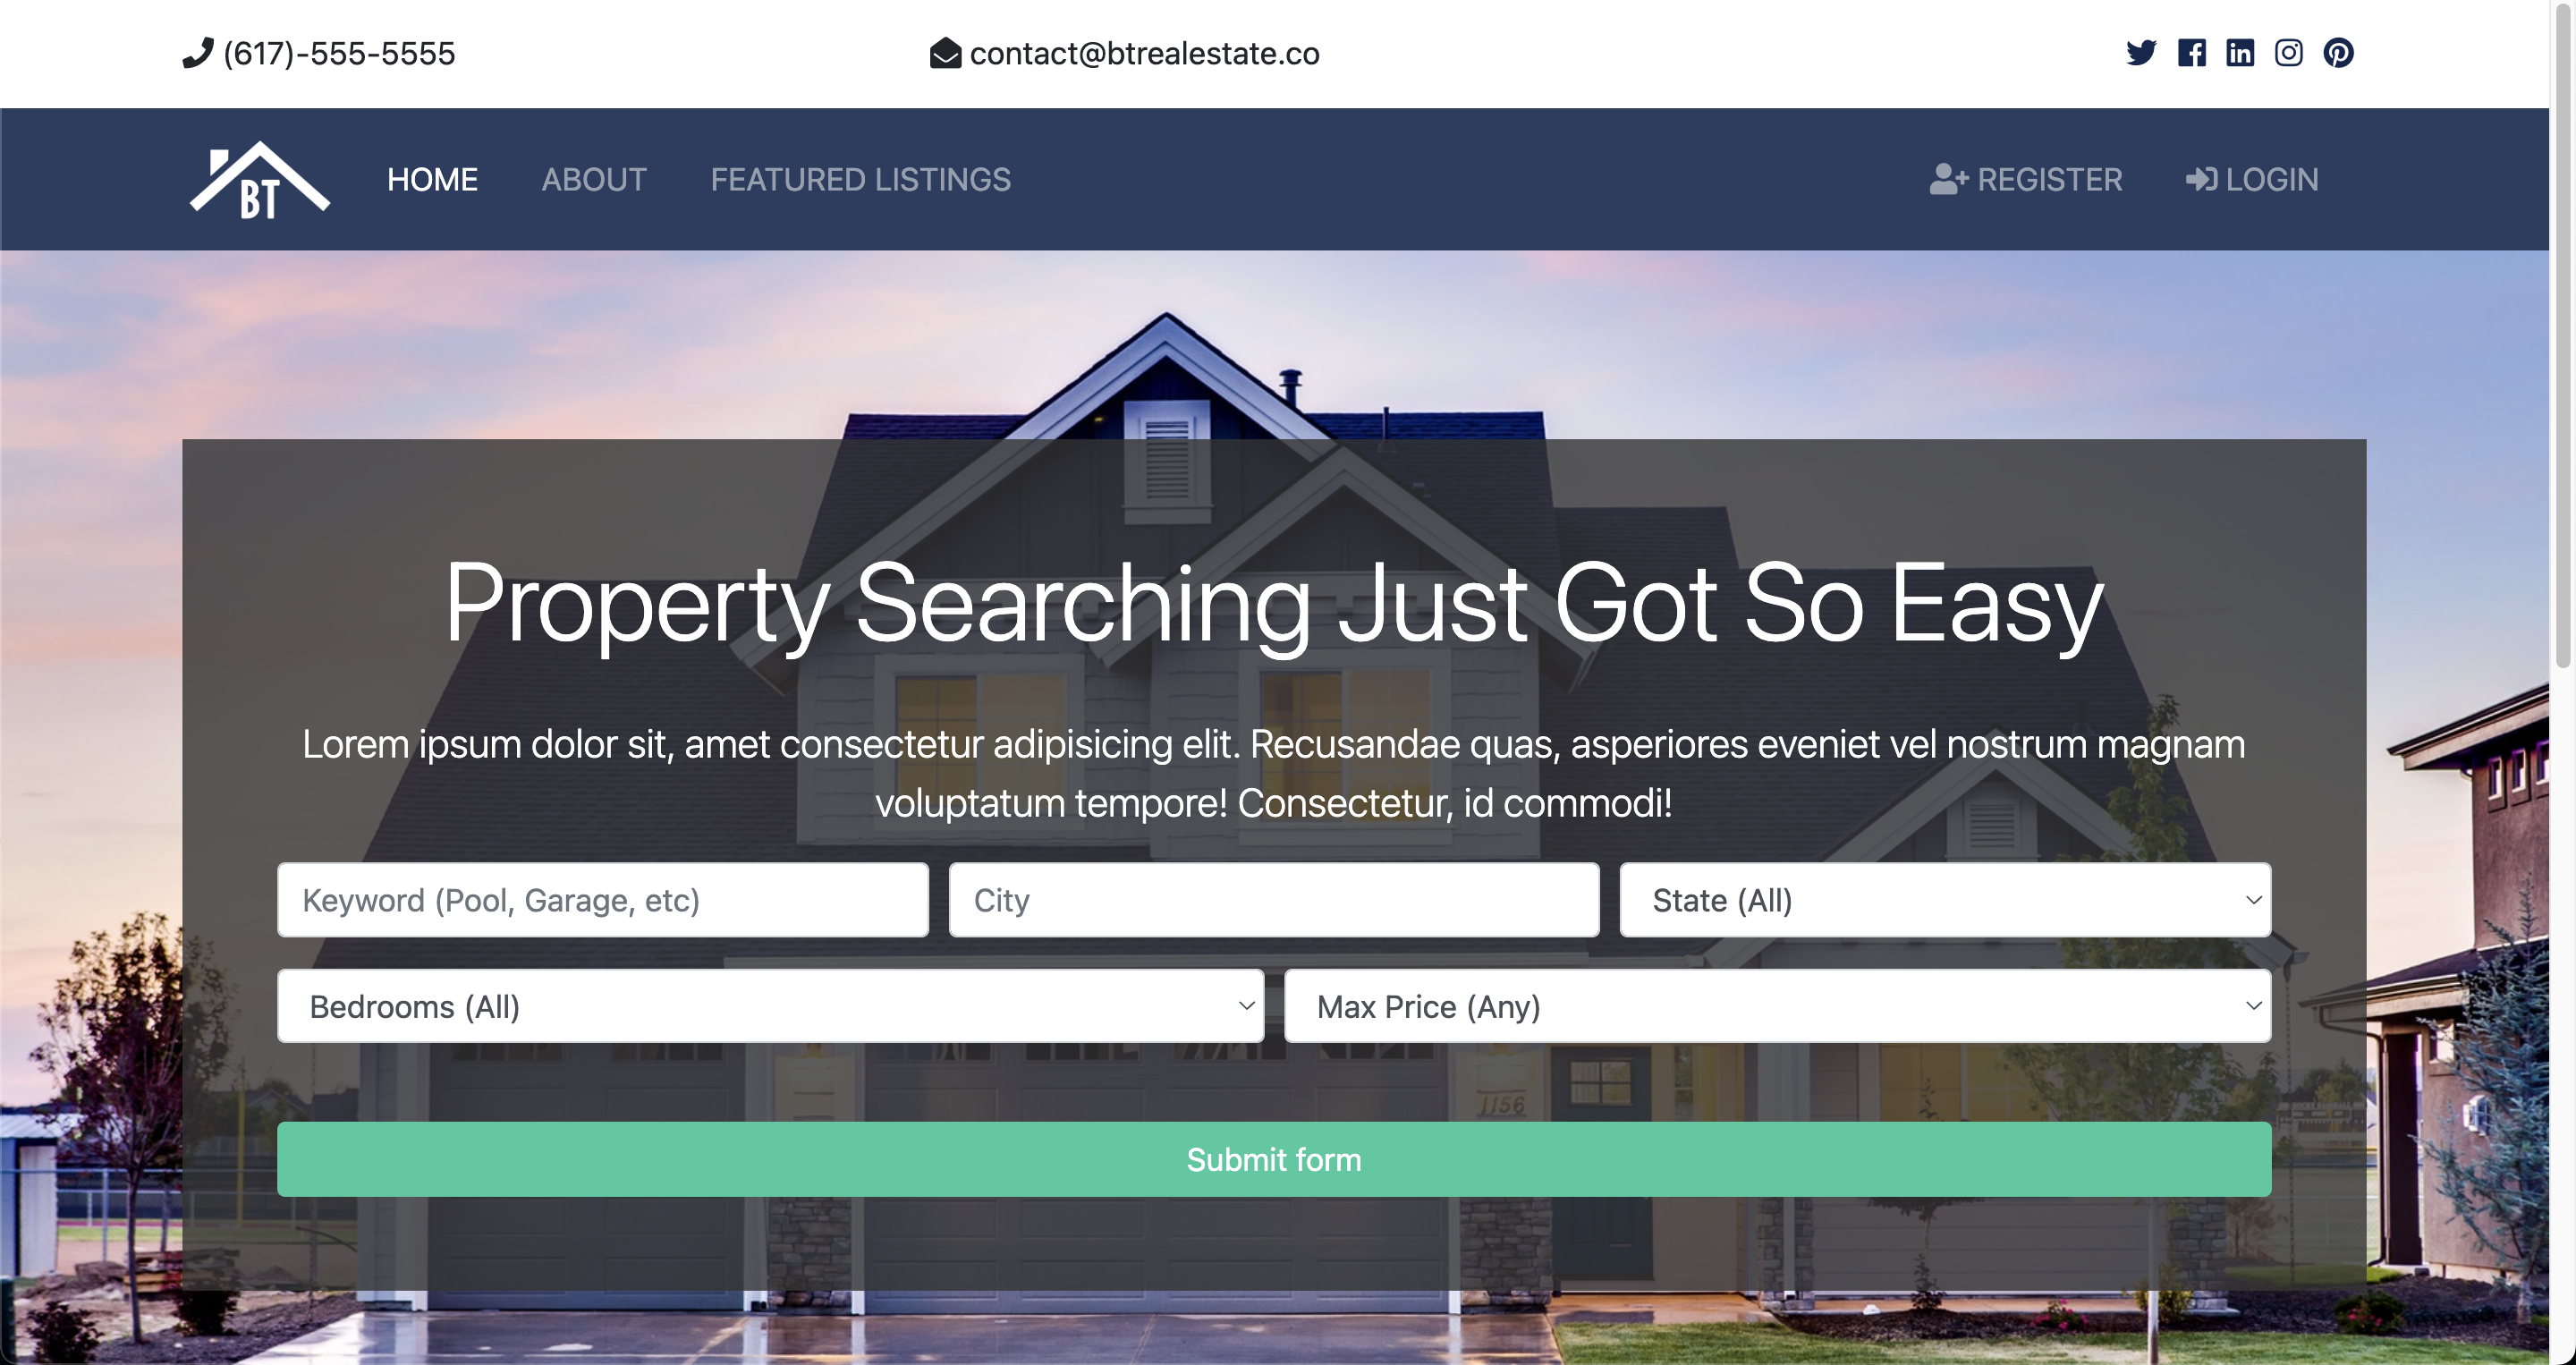 (617)-555-5555
contact@btrealestate.co
BT
HOME
ABOUT
FEATURED LISTINGS
REGISTER
LOGIN
Property Searching Just Got So Easy
Lorem ipsum dolor sit, amet consectetur adipisicing elit. Recusandae quas, asperiores eveniet vel nostrum magnam
voluptatum tempore! Consectetur, id commodi!
Keyword (Pool, Garage, etc)
City
State (All)
Bedrooms (All)
Max Price (Any)
1156
Submit form